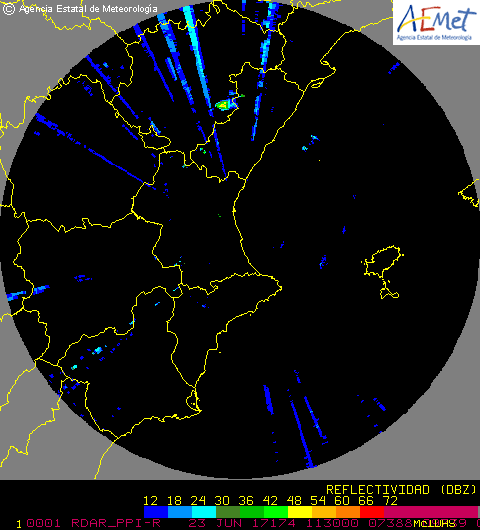 © Agencia Estatal de Meteorología
AEMet
Agencia Estatal de Meteorología
REFLECTIVIDAD (DBZ)
12 18 24 30 36 42 48 54 60 66 72
1 0001 RDAR_PPI-R 23 JUN 17174 113000